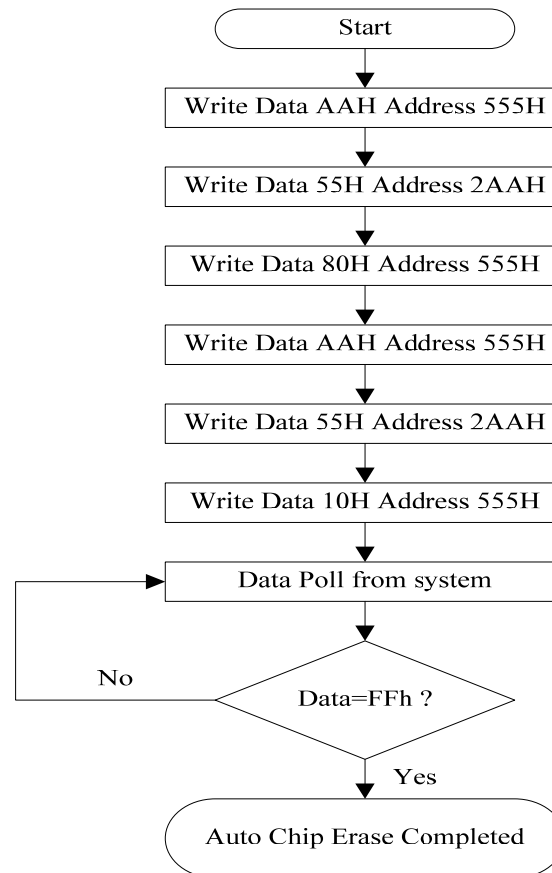 Start
Write Data AAH Address 555H
Write Data 55H Address 2AAH
Write Data 80H Address 555H
Write Data AAH Address 555H
Write Data 55H Address 2AAH
Write Data 10H Address 555H
Data Poll from system
No
Data=FFh ?
Yes
Auto Chip Erase Completed